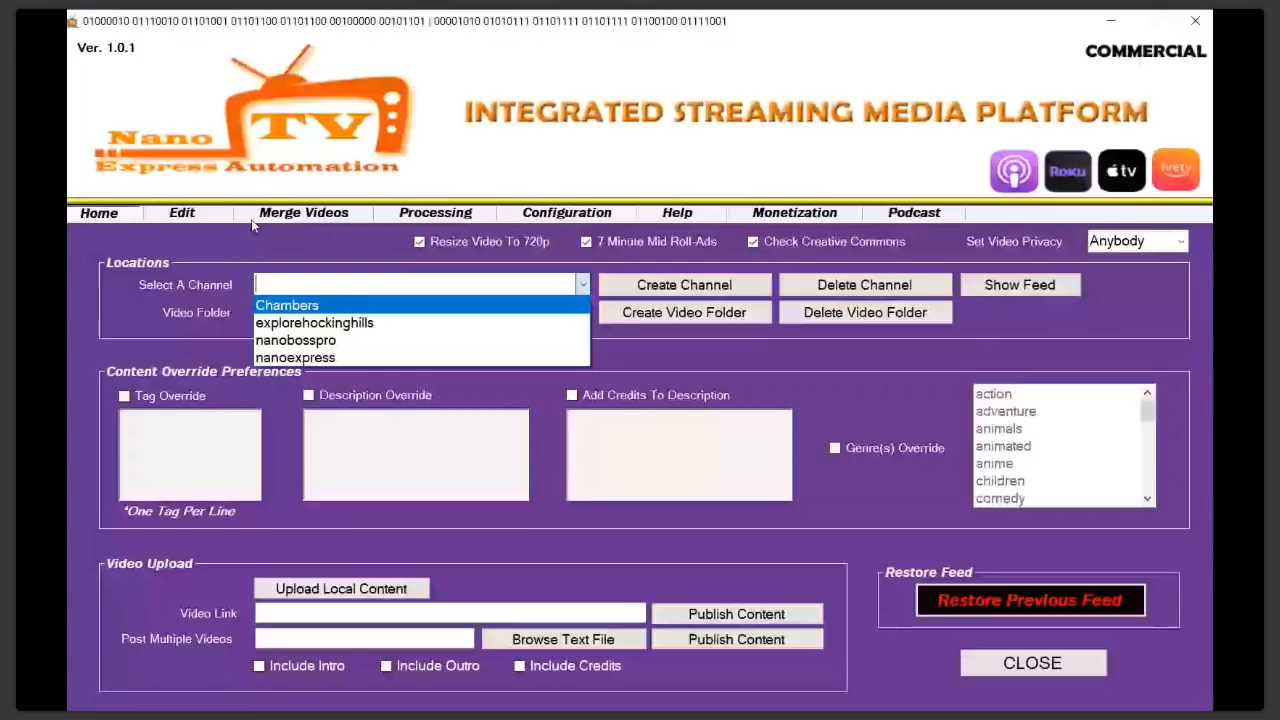 01000010 01110010 01101001 01101100 01101100 00100000 00101101 | 00001010 01010111 01101111 01101111 01100100 01111001
Ver. 1.0.1
COMMERCIAL
Nano TV
Express Automation
INTEGRATED STREAMING MEDIA PLATFORM
Roku
tv
firetv
Home Edit Merge Videos Processing Configuration Help Monetization Podcast
Resize Video To 720p 7 Minute Mid Roll-Ads Check Creative Commons Set Video Privacy Anybody
Locations
Select A Channel Create Channel Delete Channel Show Feed
Chambers
Video Folder Create Video Folder Delete Video Folder
explorehockinghills
nanobosspro
nanoexpress
Content Override Preferences
Tag Override Description Override Add Credits To Description
action
adventure
animals
animated
Genre(s) Override
anime
children
comedy
*One Tag Per Line
Video Upload
Restore Feed
Upload Local Content
Restore Previous Feed
Video Link Publish Content
Post Multiple Videos Browse Text File Publish Content
Include Intro Include Outro Include Credits
CLOSE